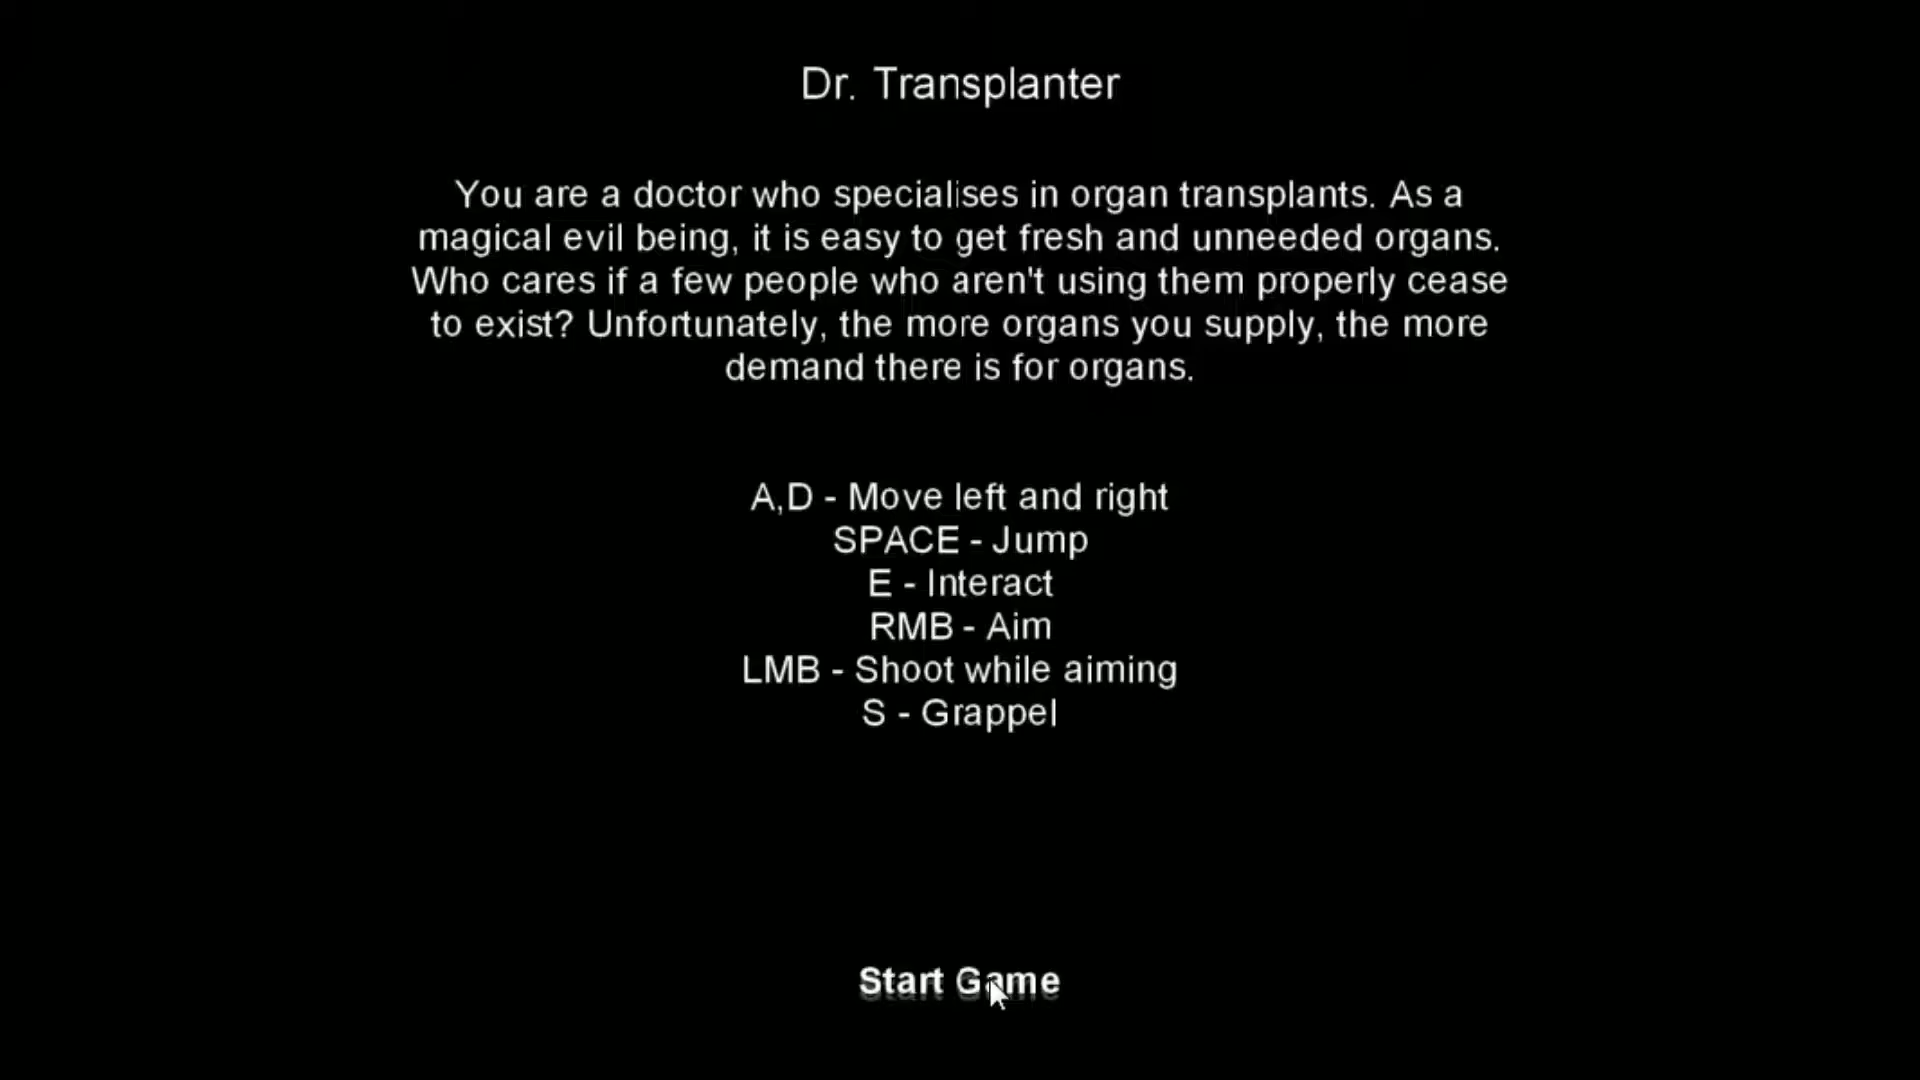 Dr. Transplanter
You are a doctor who specialises in organ transplants. As a
magical evil being, it is easy to get fresh and unneeded organs.
Who cares if a few people who aren't using them properly cease
to exist? Unfortunately, the more organs you supply, the more
demand there is for organs.
A,D - Move left and right
SPACE - Jump
E - Interact
RMB - Aim
LMB - Shoot while aiming
S - Grappel
Start Game